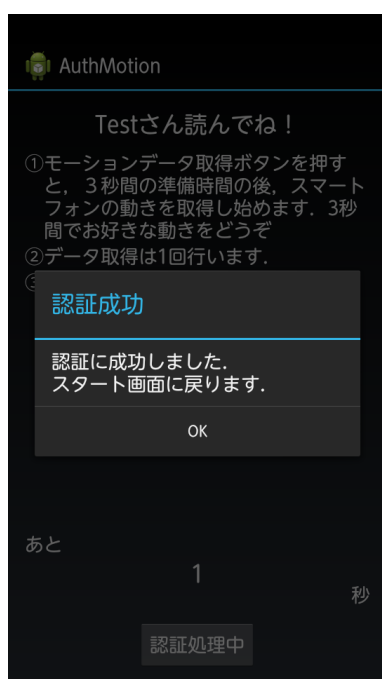 AuthMotion
Testさん読んでね！
①モーションデータ取得ボタンを押す
と，３秒間の準備時間の後，スマート
フォンの動きを取得し始めます．3秒
間でお好きな動きをどうぞ
②データ取得は1回行います．
認証成功
認証に成功しました．
スタート画面に戻ります．
OK
あと
1
秒
認証処理中